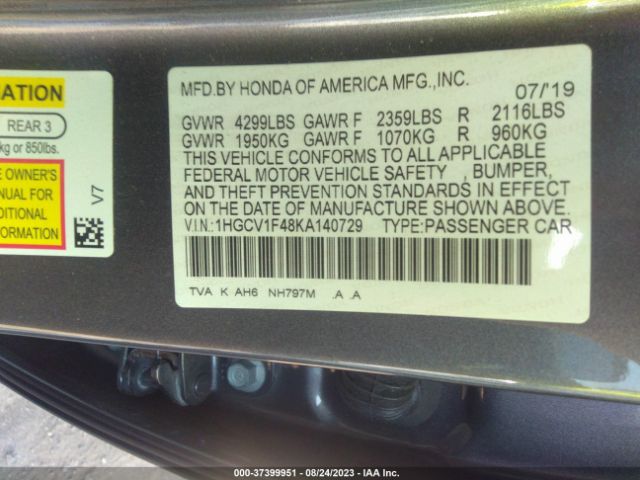 ATION
REAR 3
kg or 850lbs.
E OWNER'S
ANUAL FOR
DITIONAL
RMATION
V7
MFD.BY HONDA OF AMERICA MFG.,INC. 07/'19
GVWR 4299LBS GAWR F 2359LBS R 2116LBS
GVWR 1950KG GAWR F 1070KG R 960KG
THIS VEHICLE CONFORMS TO ALL APPLICABLE
FEDERAL MOTOR VEHICLE SAFETY , BUMPER,
AND THEFT PREVENTION STANDARDS IN EFFECT
ON THE DATE OF MANUFACTURE SHOWN ABOVE.
V.I.N.:1HGCV1F48KA140729 TYPE:PASSENGER CAR
TVA K AH6 NH797M .A .A
000-37399951 - 08/24/2023 - IAA Inc.